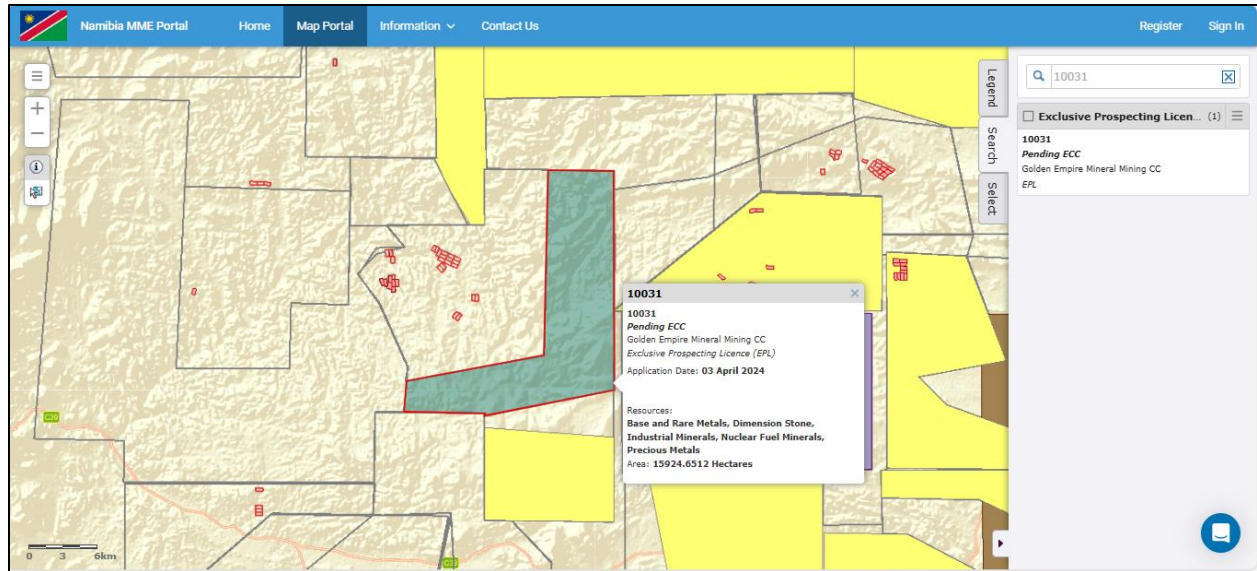 Namibia MME Portal
Home
Map Portal
Information
Contact Us
Register
Sign In
Legend
Search
Select
10031
Exclusive Prospecting Licen... (1)
10031
Pending ECC
Golden Empire Mineral Mining CC
EPL
10031
10031
Pending ECC
Golden Empire Mineral Mining CC
Exclusive Prospecting Licence (EPL)
Application Date: 03 April 2024
Resources:
Base and Rare Metals, Dimension Stone,
Industrial Minerals, Nuclear Fuel Minerals,
Precious Metals
Area: 15924.6512 Hectares
0 3 6km